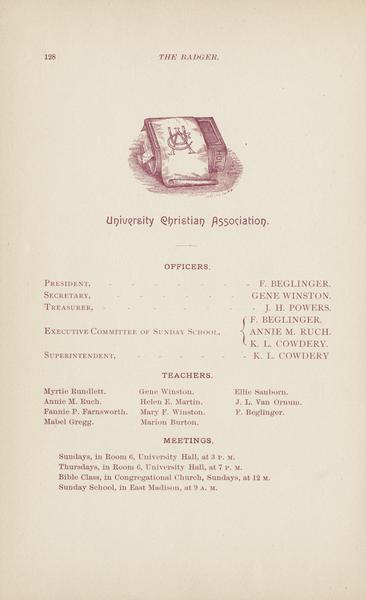 128 THE BADGER.
University Christian Association.
OFFICERS.
PRESIDENT, - - - - - - F. BEGLINGER.
SECRETARY, - - - - - - GENE WINSTON.
TREASURER, - - - - - - J. H. POWERS.
F. BEGLINGER,
EXECUTIVE COMMITTEE OF SUNDAY SCHOOL, ANNIE M. RUCH.
K. L. COWDERY.
SUPERINTENDENT, - - - - - K. L. COWDERY
TEACHERS.
Myrtie Rundlett. Gene Winston. Ellie Sanborn.
Annie M. Ruch. Helen E. Martin. J. L. Van Ornum.
Fannie P. Farnsworth. Mary F. Winston. F. Beglinger.
Mabel Gregg. Marion Burton.
MEETINGS.
Sundays, in Room 6, University Hall, at 3 P. M.
Thursdays, in Room 6, University Hall, at 7 P. M.
Bible Class, in Congregational Church, Sundays, at 12 M.
Sunday School, in East Madison, at 9 A. M.